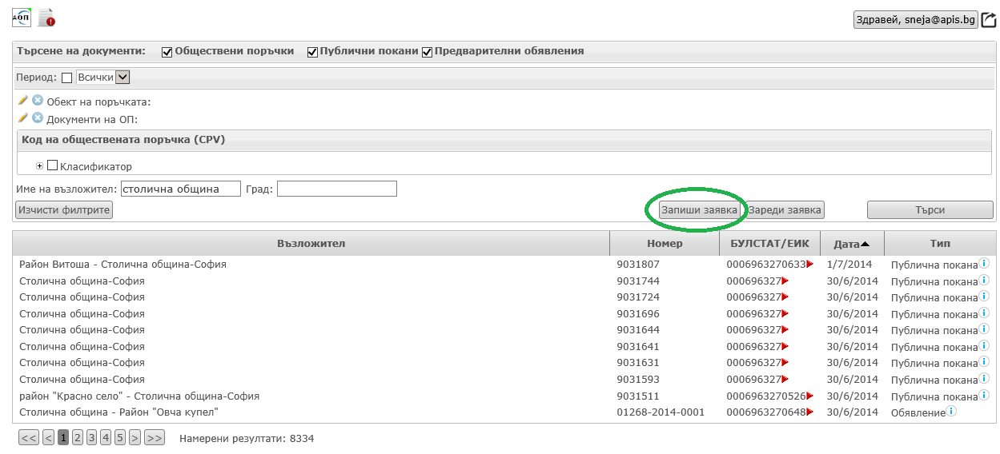 АОП
Здравей, sneja@apis.bg
Търсене на документи: Обществени поръчки Публични покани Предварителни обявления
Период: Всички
Обект на поръчката:
Документи на ОП:
Код на обществената поръчка (CPV)
Класификатор
Име на възложител: столична община Град:
Изчисти филтрите Запиши заявка Зареди заявка Търси
Възложител Номер БУЛСТАТ/ЕИК Дата Тип
Район Витоша - Столична община-София 9031807 0006963270633 1/7/2014 Публична покана
Столична община-София 9031744 000696327 30/6/2014 Публична покана
Столична община-София 9031724 000696327 30/6/2014 Публична покана
Столична община-София 9031696 000696327 30/6/2014 Публична покана
Столична община-София 9031644 000696327 30/6/2014 Публична покана
Столична община-София 9031641 000696327 30/6/2014 Публична покана
Столична община-София 9031631 000696327 30/6/2014 Публична покана
Столична община-София 9031593 000696327 30/6/2014 Публична покана
район "Красно село" - Столична община-София 9031511 0006963270526 30/6/2014 Публична покана
Столична община - Район "Овча купел" 01268-2014-0001 0006963270648 30/6/2014 Обявление
<< < 1 2 3 4 5 > >> Намерени резултати: 8334